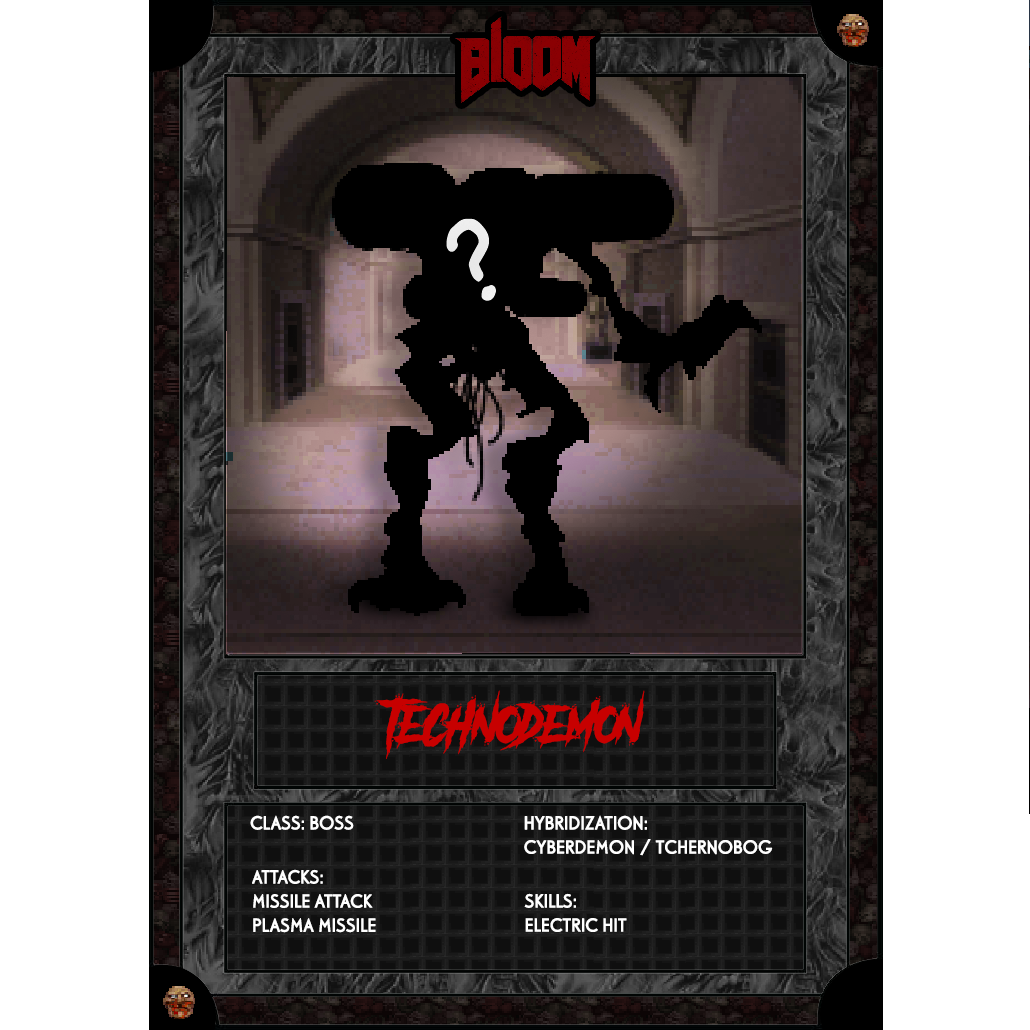 BLOOM
?
TECHNODEMON
CLASS: BOSS
HYBRIDIZATION:
CYBERDEMON / TCHERNOBOG
ATTACKS:
MISSILE ATTACK
PLASMA MISSILE
SKILLS:
ELECTRIC HIT